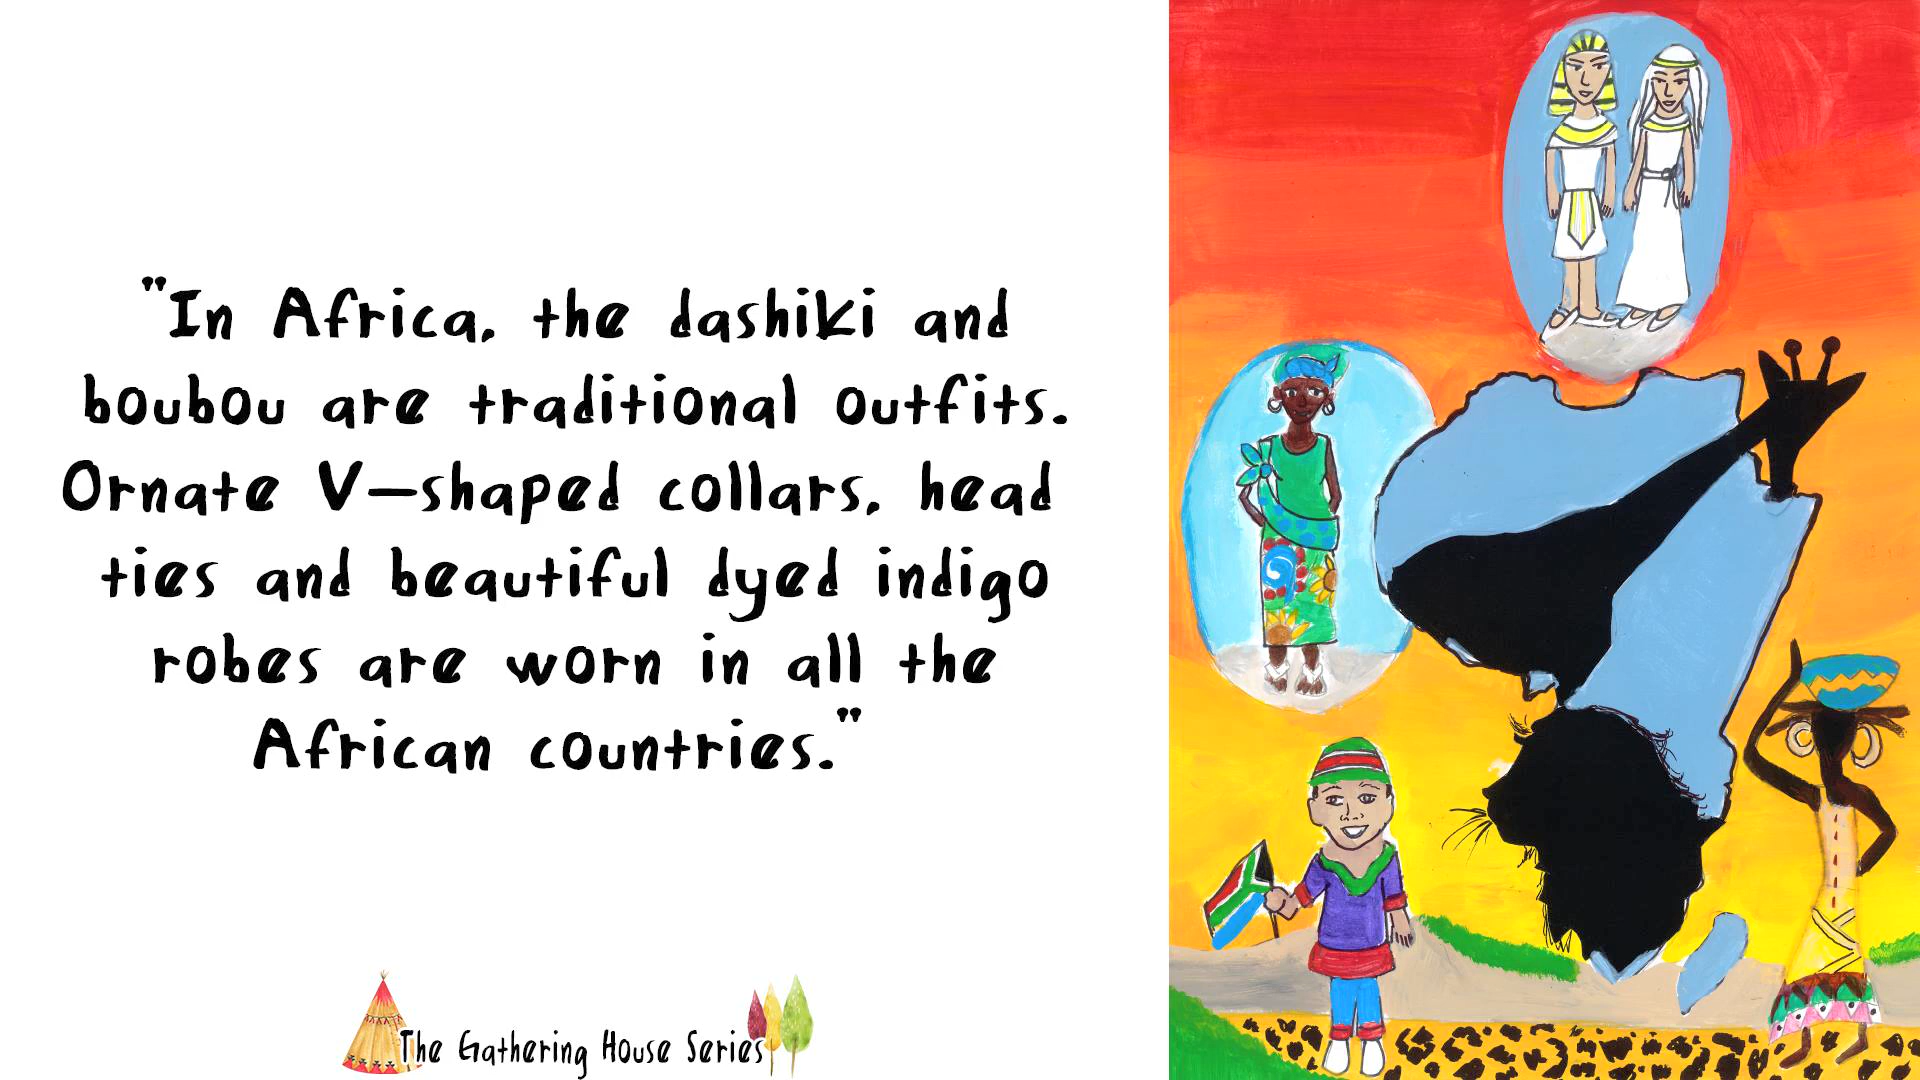 "In Africa, the dashiki and
boubou are traditional outfits.
Ornate V-shaped collars, head
ties and beautiful dyed indigo
robes are worn in all the
African countries."
The Gathering House Series